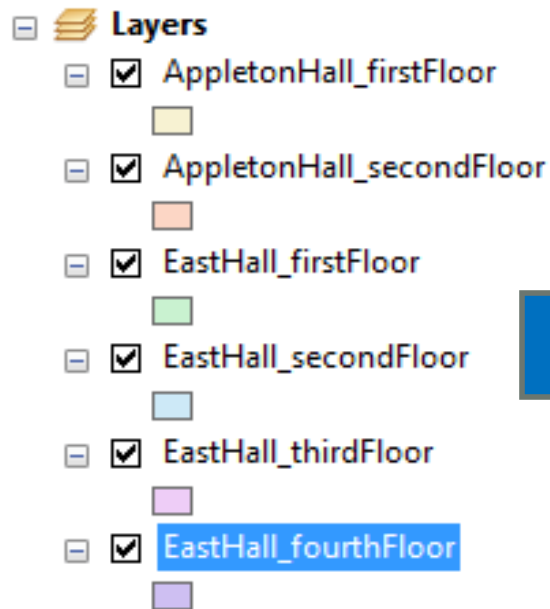 Layers
AppletonHall_firstFloor
AppletonHall_secondFloor
EastHall_firstFloor
EastHall_secondFloor
EastHall_thirdFloor
EastHall_fourthFloor